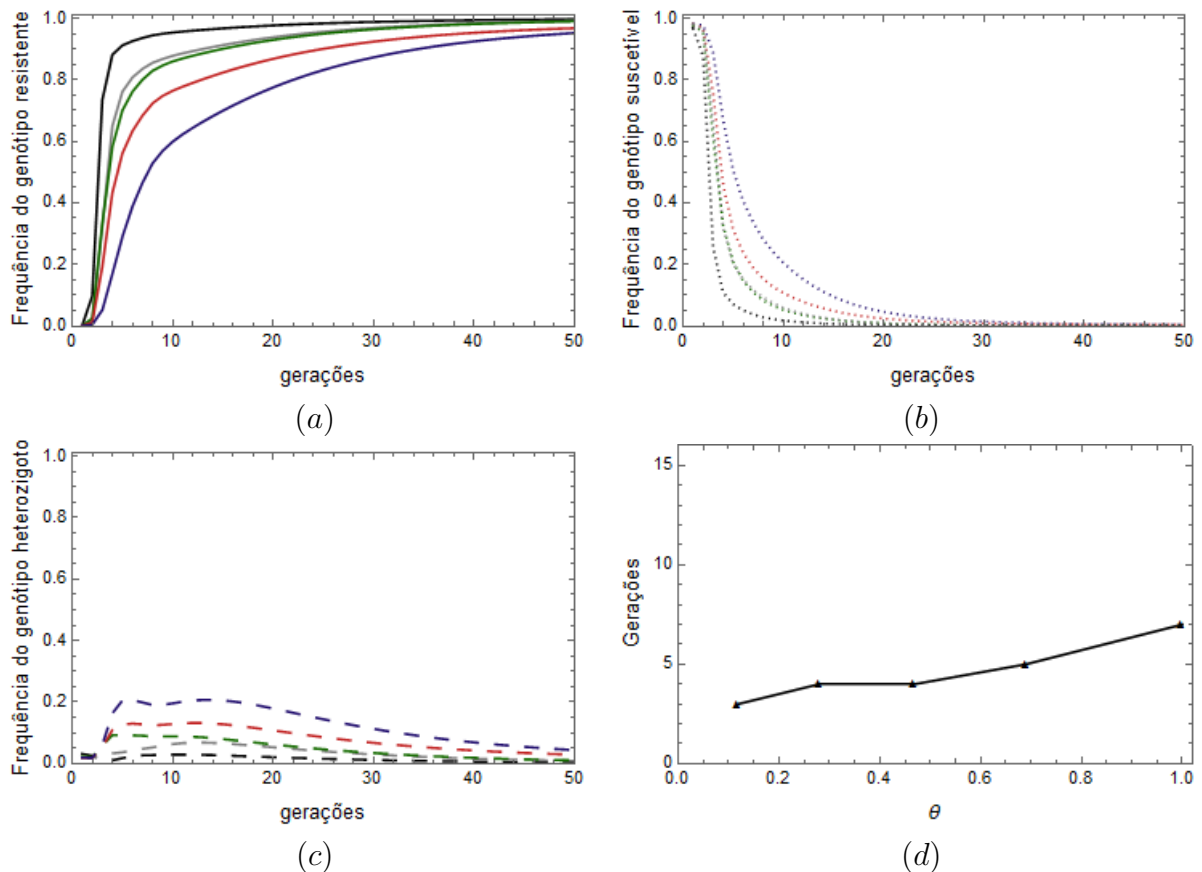 Frequência do genótipo resistente
1.0
0.8
0.6
0.4
0.2
0.0
0 10 20 30 40 50
gerações
(a)
Frequência do genótipo suscetível
1.0
0.8
0.6
0.4
0.2
0.0
0 20 20 40 50
gerações
(b)
Frequência do genótipo heterozigoto
1.0
0.8
0.6
0.4
0.2
0.0
0 10 20 30 40 50
gerações
(c)
Gerações
15
10
5
0
0.0 0.2 0.4 0.6 0.8 1.0
θ
(d)